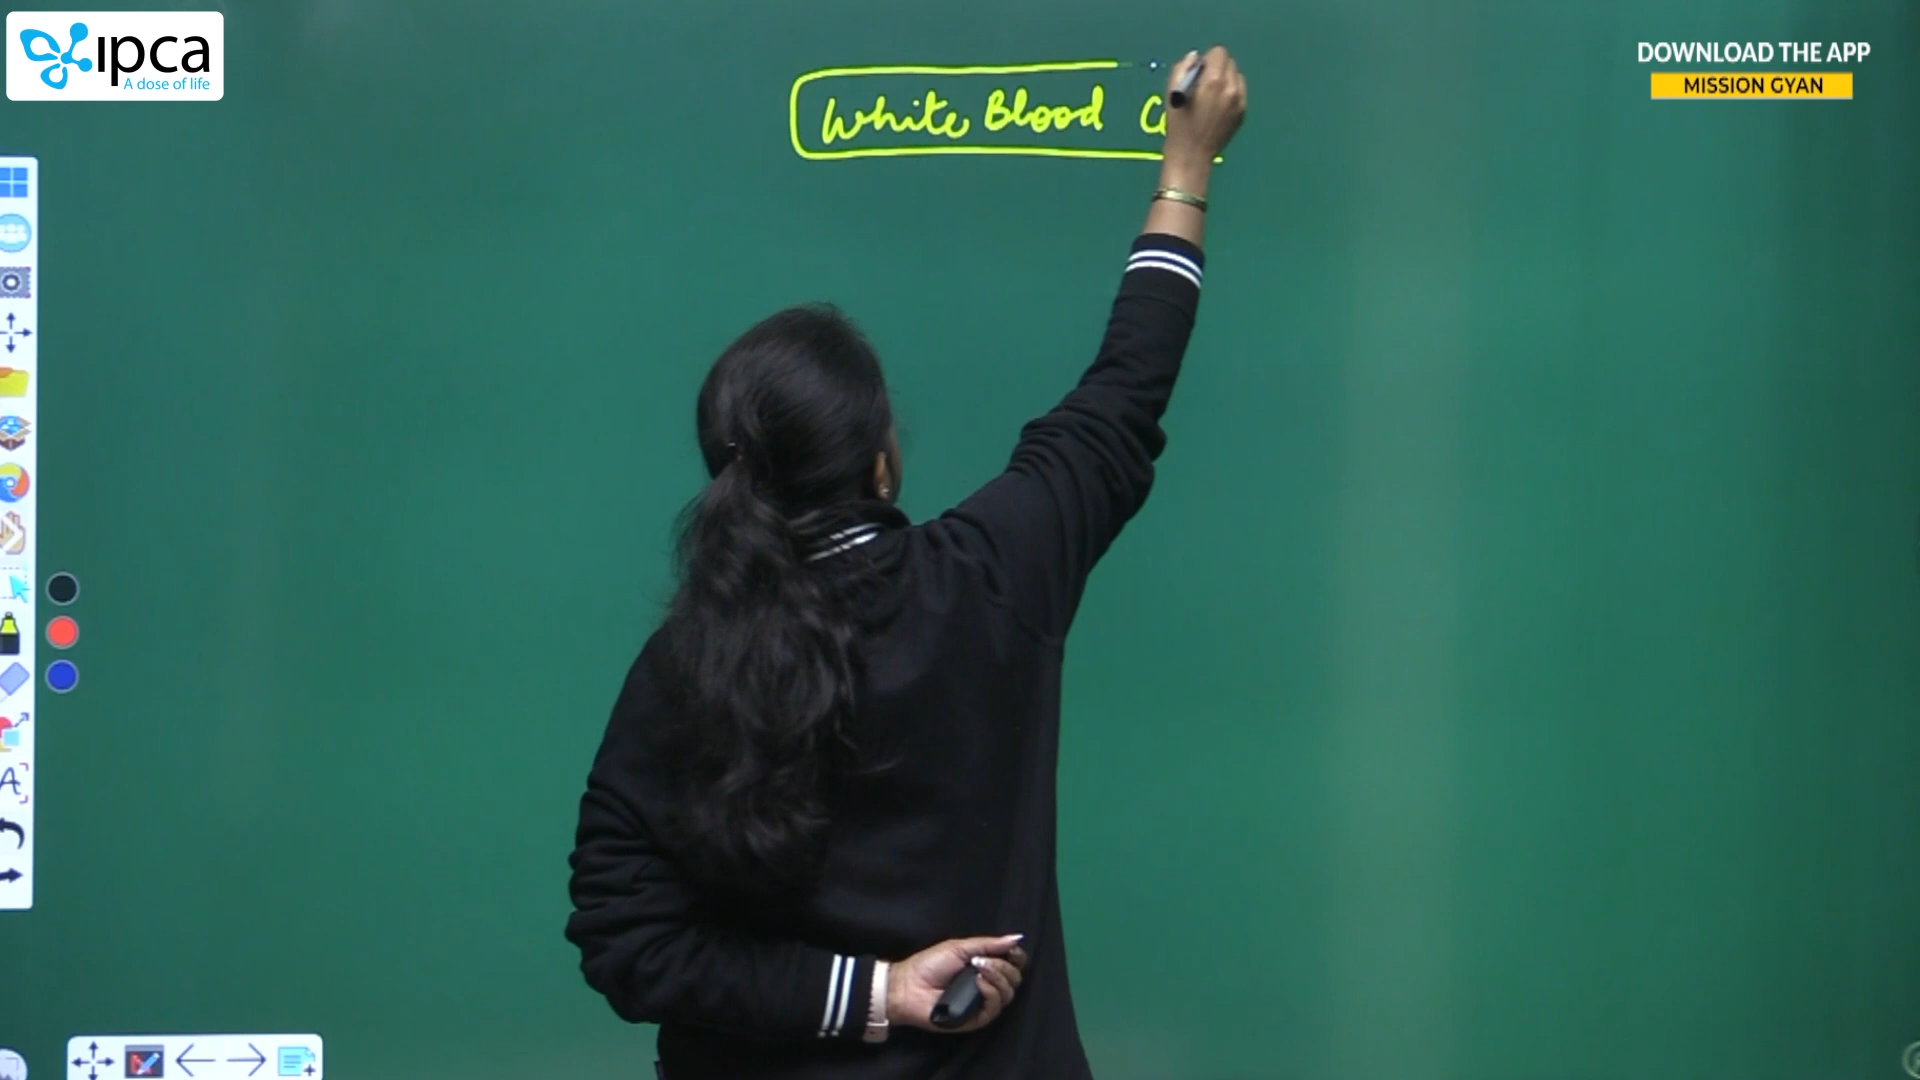 ipca
A dose of life
DOWNLOAD THE APP
MISSION GYAN
White Blood
A